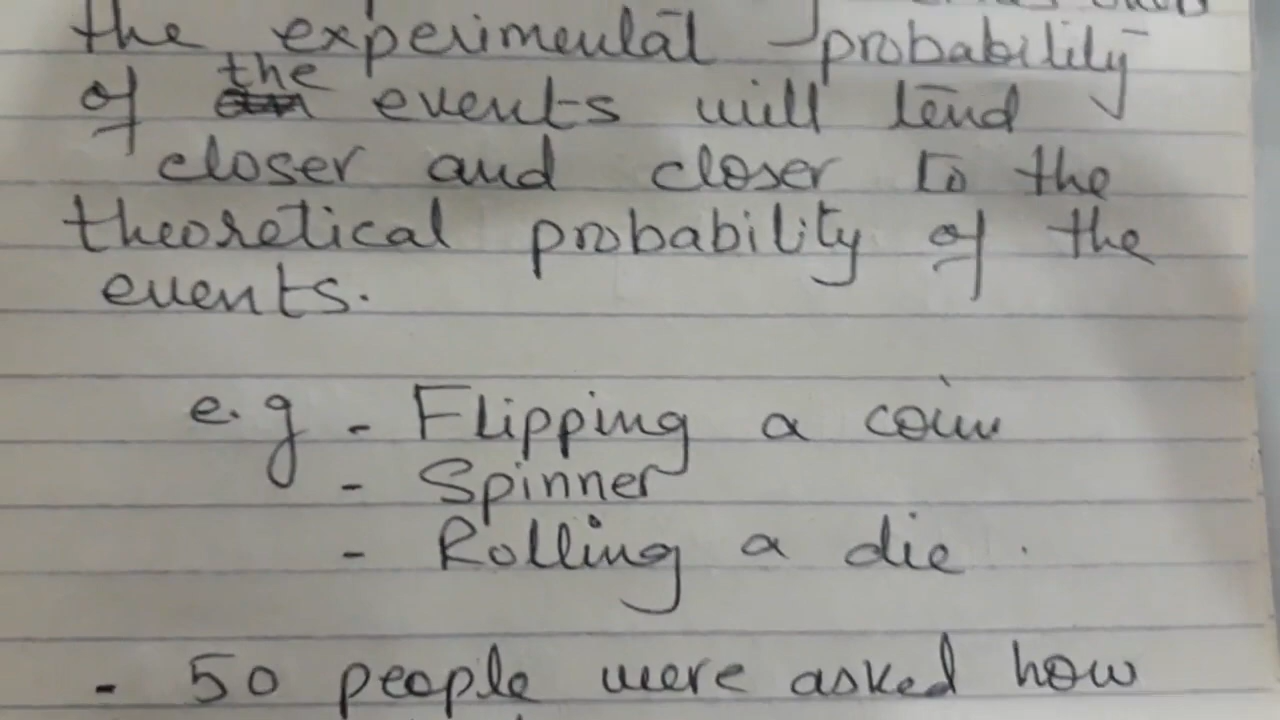 the experimental probability
of the events will tend
closer and closer to the
theoretical probability of the
events.
e.g - Flipping a coin
- Spinner
- Rolling a die.
- 50 people were asked how